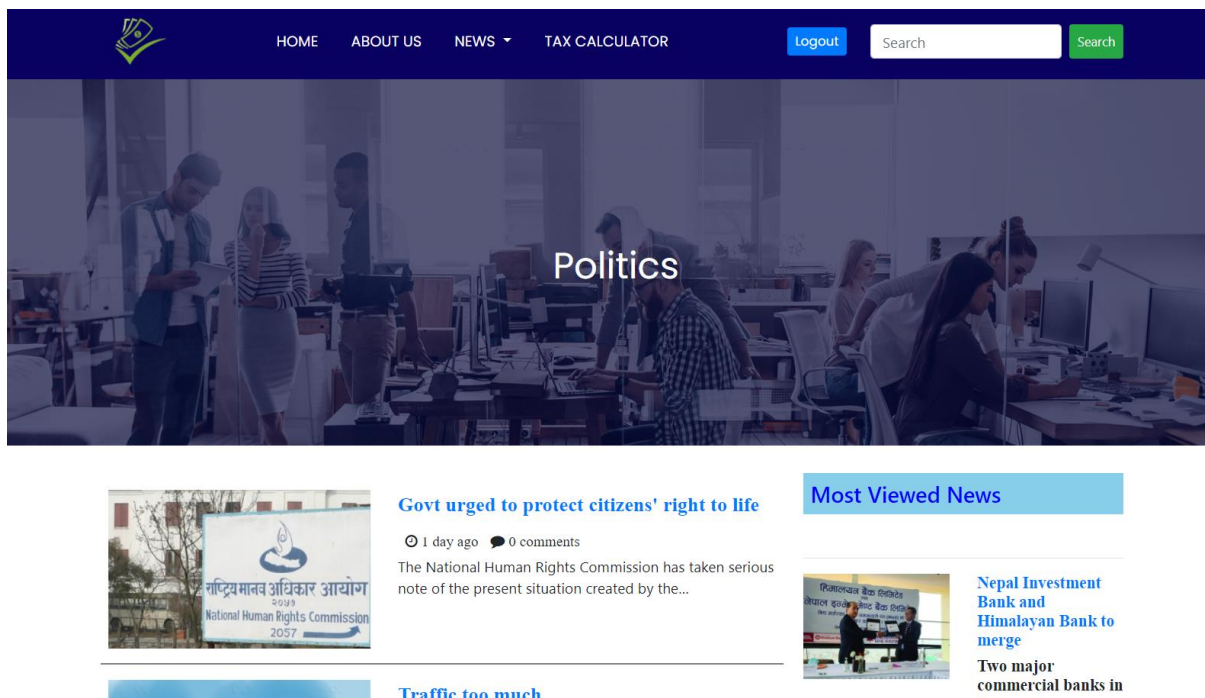 HOME ABOUT US NEWS TAX CALCULATOR Logout Search Search
Politics
Govt urged to protect citizens' right to life
1 day ago 0 comments
The National Human Rights Commission has taken serious
note of the present situation created by the...
राष्ट्रिय मानव अधिकार आयोग
२०५७
National Human Rights Commission
2057
Traffic too much
Most Viewed News
हिमालयन बैंक लिमिटेड
Nepal Investment
Bank and
Himalayan Bank to
merge
Two major
commercial banks in